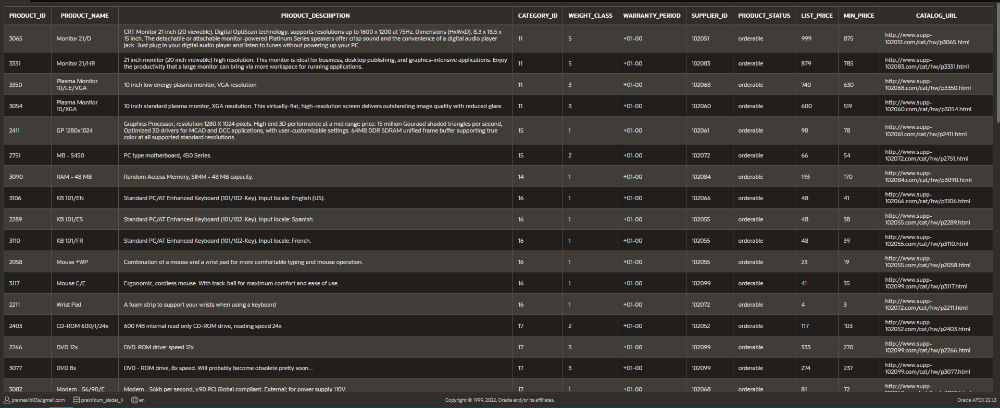 PRODUCT_ID PRODUCT_NAME PRODUCT_DESCRIPTION CATEGORY_ID WEIGHT_CLASS WARRANTY_PERIOD SUPPLIER_ID PRODUCT_STATUS LIST_PRICE MIN_PRICE CATALOG_URL
3065 Monitor 21/D CRT Monitor 21 inch (20 viewable). Digital OptiScan technology: supports resolutions up to 1600 x 1200 at 75Hz. Dimensions (HxWxD): 8.3 x 18.5 x
15 inch. The detachable or attachable monitor-powered Platinum Series speakers offer crisp sound and the convenience of a digital audio player
jack. Just plug in your digital audio player and listen to tunes without powering up your PC. 11 5 +01-00 102051 orderable 999 875 http://www.supp-
102051.com/cat/hw/p3065.html
3331 Monitor 21/HR 21 inch monitor (20 inch viewable) high resolution. This monitor is ideal for business, desktop publishing, and graphics-intensive applications. Enjoy
the productivity that a large monitor can bring via more workspace for running applications. 11 5 +01-00 102083 orderable 879 785 http://www.supp-
102083.com/cat/hw/p3331.html
3350 Plasma Monitor
10/LE/VGA 10 inch low energy plasma monitor, VGA resolution 11 3 +01-00 102068 orderable 740 630 http://www.supp-
102068.com/cat/hw/p3350.html
3054 Plasma Monitor
10/XGA 10 inch standard plasma monitor, XGA resolution. This virtually-flat, high-resolution screen delivers outstanding image quality with reduced glare. 11 3 +01-00 102060 orderable 600 519 http://www.supp-
102060.com/cat/hw/p3054.html
2411 GP 1280x1024 Graphics Processor, resolution 1280 X 1024 pixels. High end 3D performance at a mid range price: 15 million Gouraud shaded triangles per second,
Optimized 3D drivers for MCAD and DCC applications, with user-customizable settings. 64MB DDR SDRAM unified frame buffer supporting true
color at all supported standard resolutions. 15 1 +01-00 102061 orderable 98 78 http://www.supp-
102061.com/cat/hw/p2411.html
2751 MB - S450 PC type motherboard, 450 Series. 15 2 +01-00 102072 orderable 66 54 http://www.supp-
102072.com/cat/hw/p2751.html
3090 RAM - 48 MB Random Access Memory, SIMM - 48 MB capacity. 14 1 +01-00 102084 orderable 193 170 http://www.supp-
102084.com/cat/hw/p3090.html
3106 KB 101/EN Standard PC/AT Enhanced Keyboard (101/102-Key). Input locale: English (US). 16 1 +01-00 102066 orderable 48 41 http://www.supp-
102066.com/cat/hw/p3106.html
2289 KB 101/ES Standard PC/AT Enhanced Keyboard (101/102-Key). Input locale: Spanish. 16 1 +01-00 102055 orderable 48 38 http://www.supp-
102055.com/cat/hw/p2289.html
3110 KB 101/FR Standard PC/AT Enhanced Keyboard (101/102-Key). Input locale: French. 16 1 +01-00 102055 orderable 48 39 http://www.supp-
102055.com/cat/hw/p3110.html
2058 Mouse +WP Combination of a mouse and a wrist pad for more comfortable typing and mouse operation. 16 1 +01-00 102055 orderable 23 19 http://www.supp-
102055.com/cat/hw/p2058.html
3117 Mouse C/E Ergonomic, cordless mouse. With track-ball for maximum comfort and ease of use. 16 1 +01-00 102099 orderable 41 35 http://www.supp-
102099.com/cat/hw/p3117.html
2211 Wrist Pad A foam strip to support your wrists when using a keyboard 16 1 +01-00 102072 orderable 4 3 http://www.supp-
102072.com/cat/hw/p2211.html
2403 CD-ROM 600/I/24x 600 MB internal read only CD-ROM drive, reading speed 24x 17 2 +01-00 102052 orderable 117 103 http://www.supp-
102052.com/cat/hw/p2403.html
2266 DVD 12x DVD-ROM drive: speed 12x 17 3 +01-00 102099 orderable 333 270 http://www.supp-
102099.com/cat/hw/p2266.html
3077 DVD 8x DVD - ROM drive, 8x speed. Will probably become obsolete pretty soon... 17 3 +01-00 102099 orderable 274 237 http://www.supp-
102099.com/cat/hw/p3077.html
3082 Modem - 56/90/E Modem - 56kb per second, v.90 PCI Global compliant. External; for power supply 110V. 17 1 +01-00 102068 orderable 81 72 http://www.supp-
prames1603@gmail.com praktikum_sisdat_ii en Copyright © 1999, 2022, Oracle and/or its affiliates. Oracle APEX 22.1.3